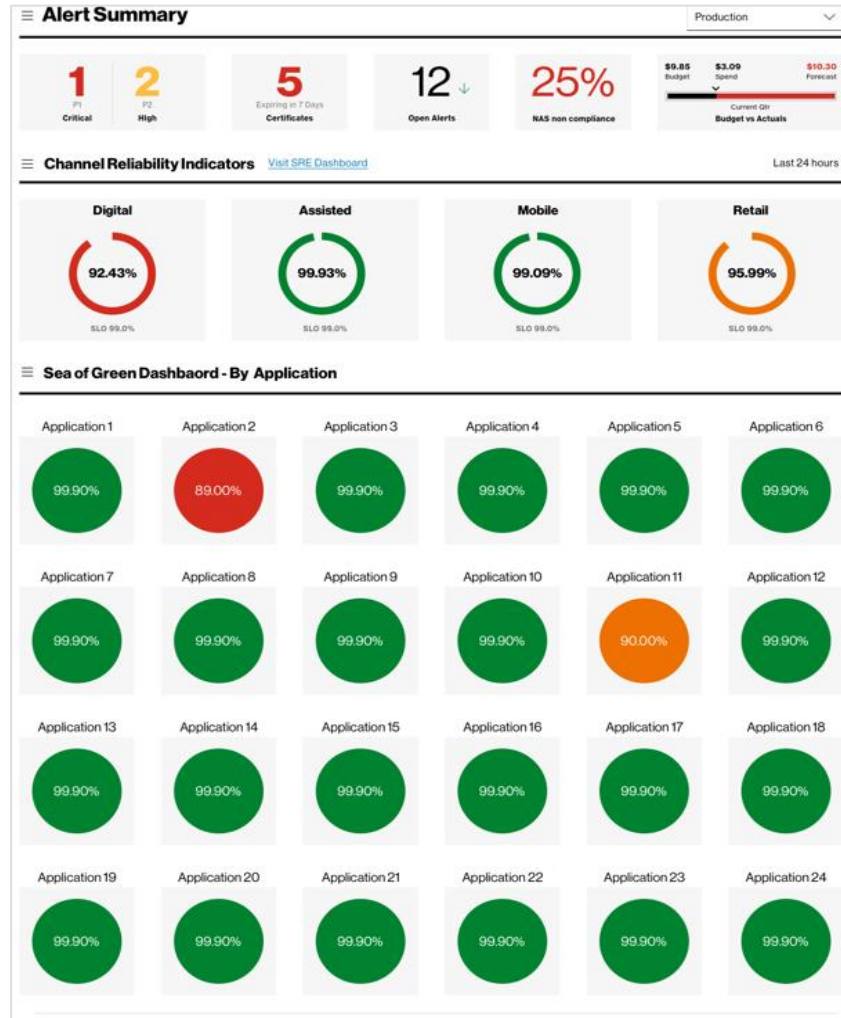 Alert Summary
Production
1 2 5 12 25%
$9.85 $3.09 $10.30
Budget Spend Forecast
P1 P2 Expiring in 7 Days
Critical High Certificates Open Alerts NAS non compliance
Current Qtr
Budget vs Actuals
Channel Reliability Indicators Visit SRE Dashboard Last 24 hours
Digital Assisted Mobile Retail
92.43% 99.93% 99.09% 95.99%
SLO 99.0% SLO 99.0% SLO 99.0% SLO 99.0%
Sea of Green Dashbaord - By Application
Application 1 Application 2 Application 3 Application 4 Application 5 Application 6
99.90% 89.00% 99.90% 99.90% 99.90% 99.90%
Application 7 Application 8 Application 9 Application 10 Application 11 Application 12
99.90% 99.90% 99.90% 99.90% 90.00% 99.90%
Application 13 Application 14 Application 15 Application 16 Application 17 Application 18
99.90% 99.90% 99.90% 99.90% 99.90% 99.90%
Application 19 Application 20 Application 21 Application 22 Application 23 Application 24
99.90% 99.90% 99.90% 99.90% 99.90% 99.90%